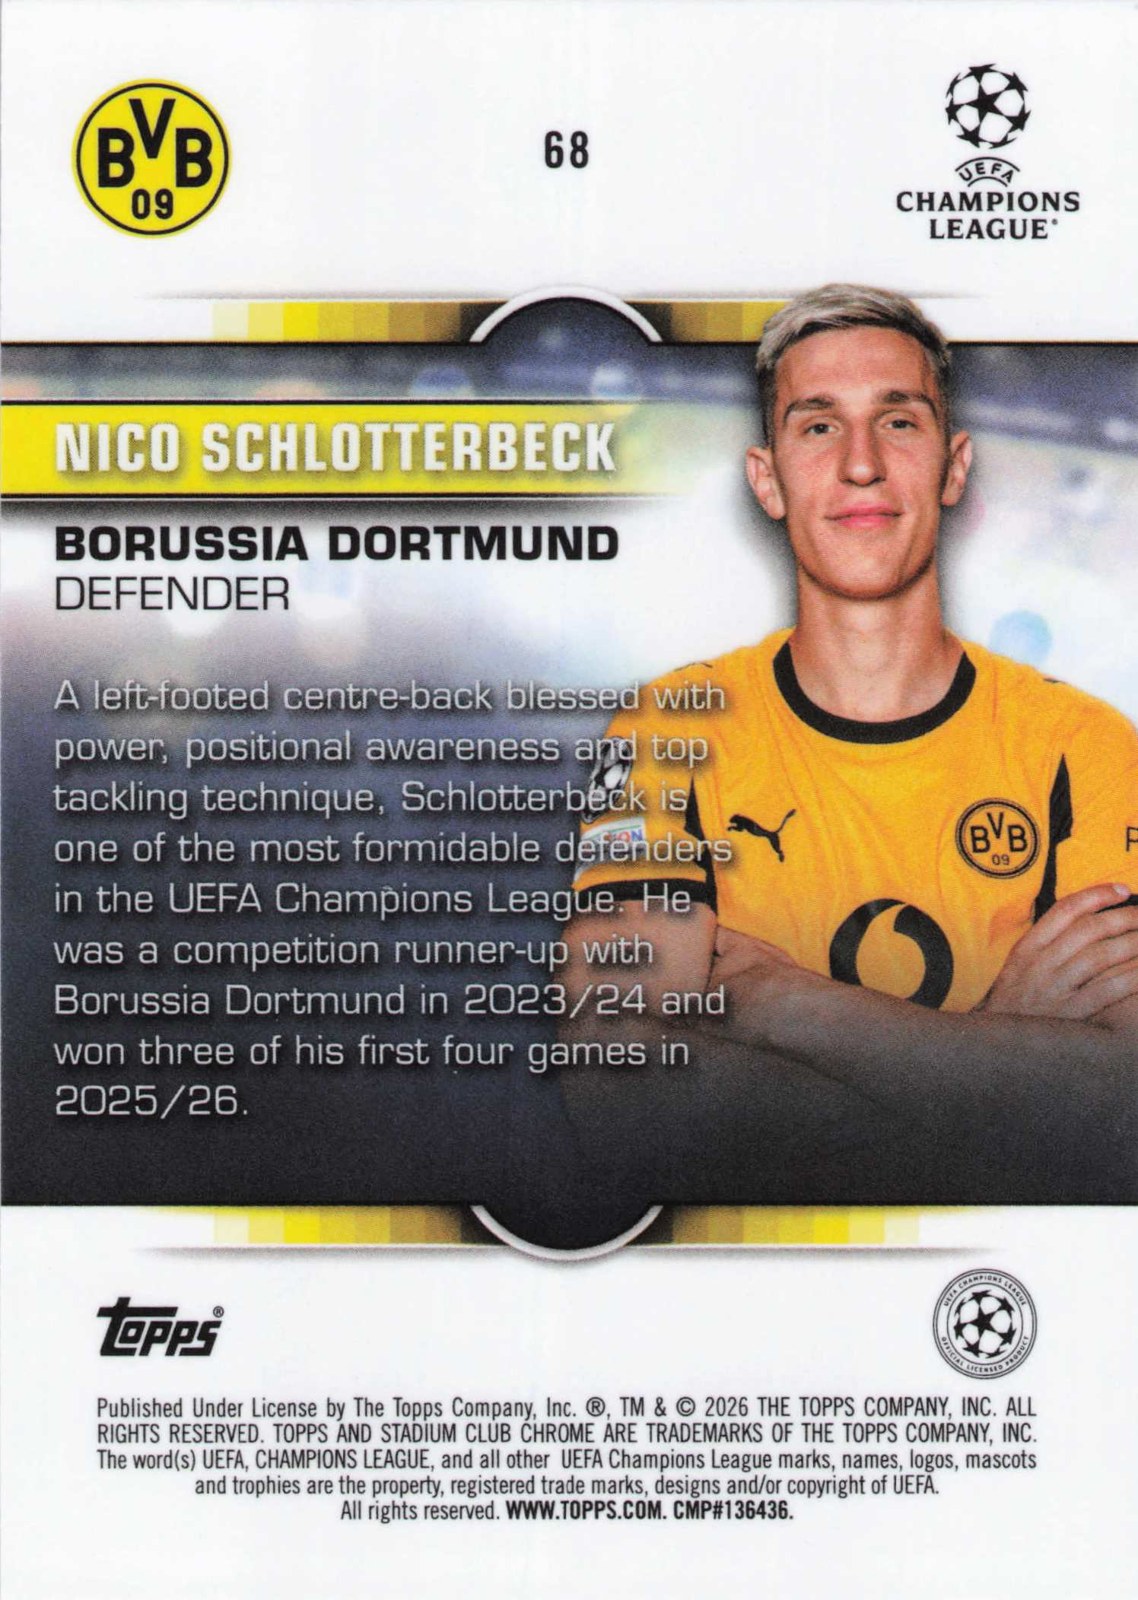 BVB
09
68
UEFA
CHAMPIONS
LEAGUE®
NICO SCHLOTTERBECK
BORUSSIA DORTMUND
DEFENDER
A left-footed centre-back blessed with
power, positional awareness and top
tackling technique, Schlotterbeck is
one of the most formidable defenders
in the UEFA Champions League. He
was a competition runner-up with
Borussia Dortmund in 2023/24 and
won three of his first four games in
2025/26.
BVB
09
P
topps®
UEFA CHAMPIONS LEAGUE
OFFICIAL LICENSED PRODUCT
Published Under License by The Topps Company, Inc. ®, TM & © 2026 THE TOPPS COMPANY, INC. ALL
RIGHTS RESERVED. TOPPS AND STADIUM CLUB CHROME ARE TRADEMARKS OF THE TOPPS COMPANY, INC.
The word(s) UEFA, CHAMPIONS LEAGUE, and all other UEFA Champions League marks, names, logos, mascots
and trophies are the property, registered trade marks, designs and/or copyright of UEFA.
All rights reserved. WWW.TOPPS.COM. CMP#136436.